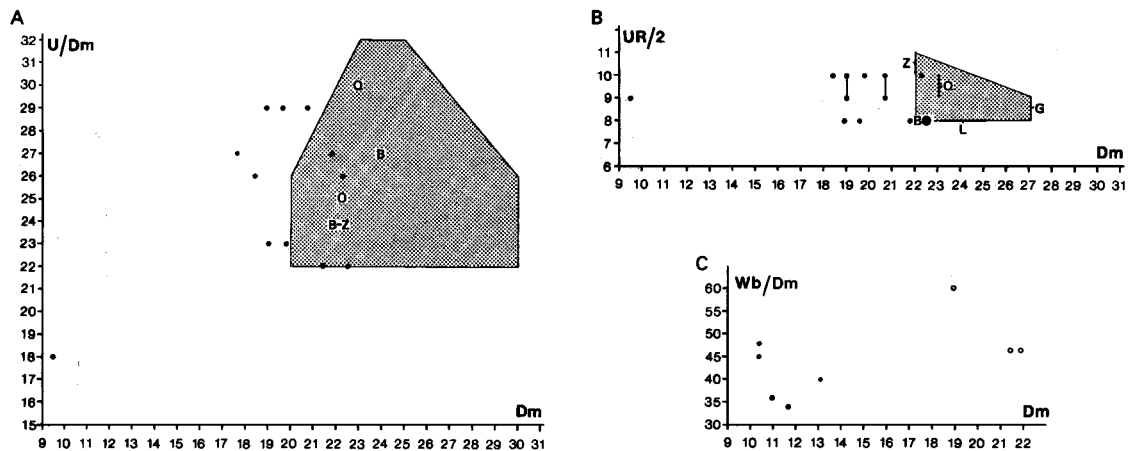 A
U/Dm
32
31
30
29
28
27
26
25
24
23
22
21
20
19
18
17
16
15
Q
B
O
B-Z
Dm
9 10 11 12 13 14 15 16 17 18 19 20 21 22 23 24 25 26 27 28 29 30 31
B
UR/2
11
10
9
8
7
6
Z
Q
G
B
L
Dm
9 10 11 12 13 14 15 16 17 18 19 20 21 22 23 24 25 26 27 28 29 30 31
C
Wb/Dm
60
55
50
45
40
35
30
Dm
9 10 11 12 13 14 15 16 17 18 19 20 21 22